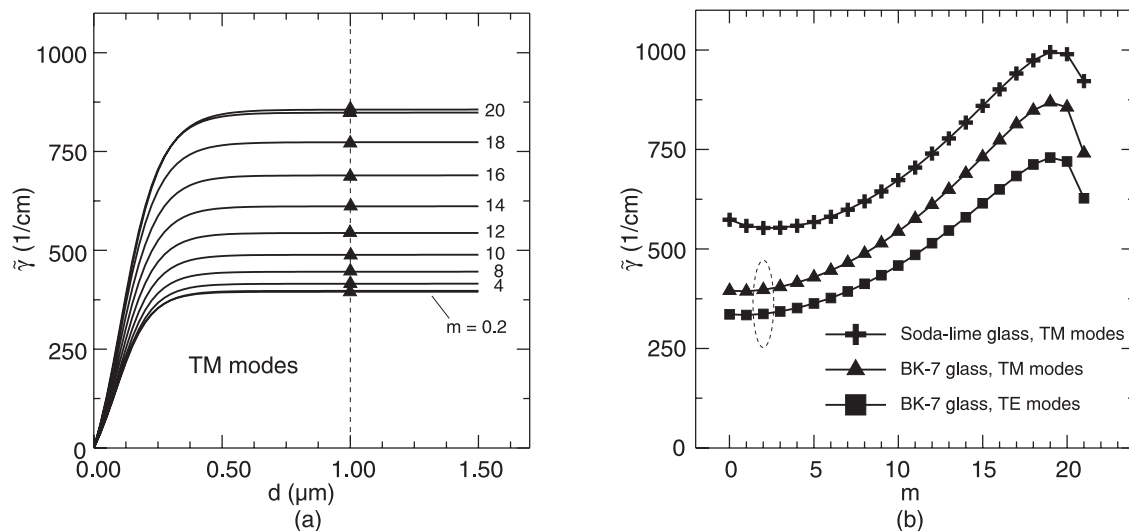 1000
750
500
250
0
γ̃ (1/cm)
20
18
16
14
12
10
8
4
m = 0.2
TM modes
0.00 0.50 1.00 1.50
d (μm)
(a)
1000
750
500
250
0
γ̃ (1/cm)
Soda-lime glass, TM modes
BK-7 glass, TM modes
BK-7 glass, TE modes
0 5 10 15 20
m
(b)